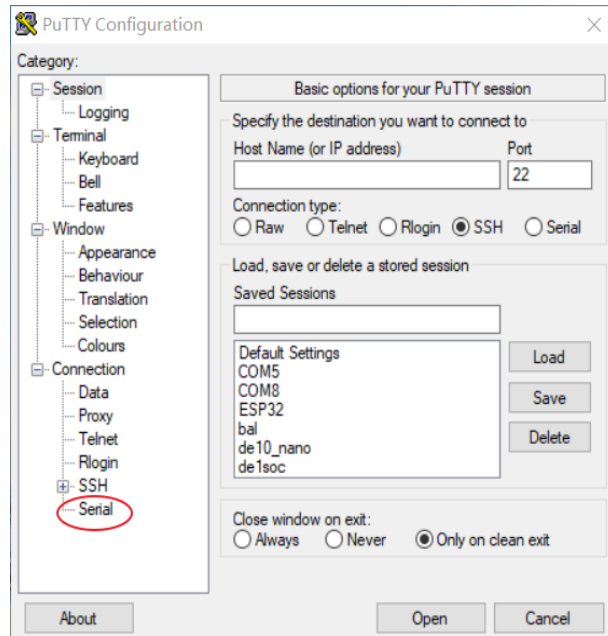 PuTTY Configuration
Category:
Session
Logging
Terminal
Keyboard
Bell
Features
Window
Appearance
Behaviour
Translation
Selection
Colours
Connection
Data
Proxy
Telnet
Rlogin
SSH
Serial
Basic options for your PuTTY session
Specify the destination you want to connect to
Host Name (or IP address) Port
22
Connection type:
Raw Telnet Rlogin SSH Serial
Load, save or delete a stored session
Saved Sessions
Default Settings
COM5
COM8
ESP32
bal
de10_nano
de1soc
Load
Save
Delete
Close window on exit:
Always Never Only on clean exit
About Open Cancel